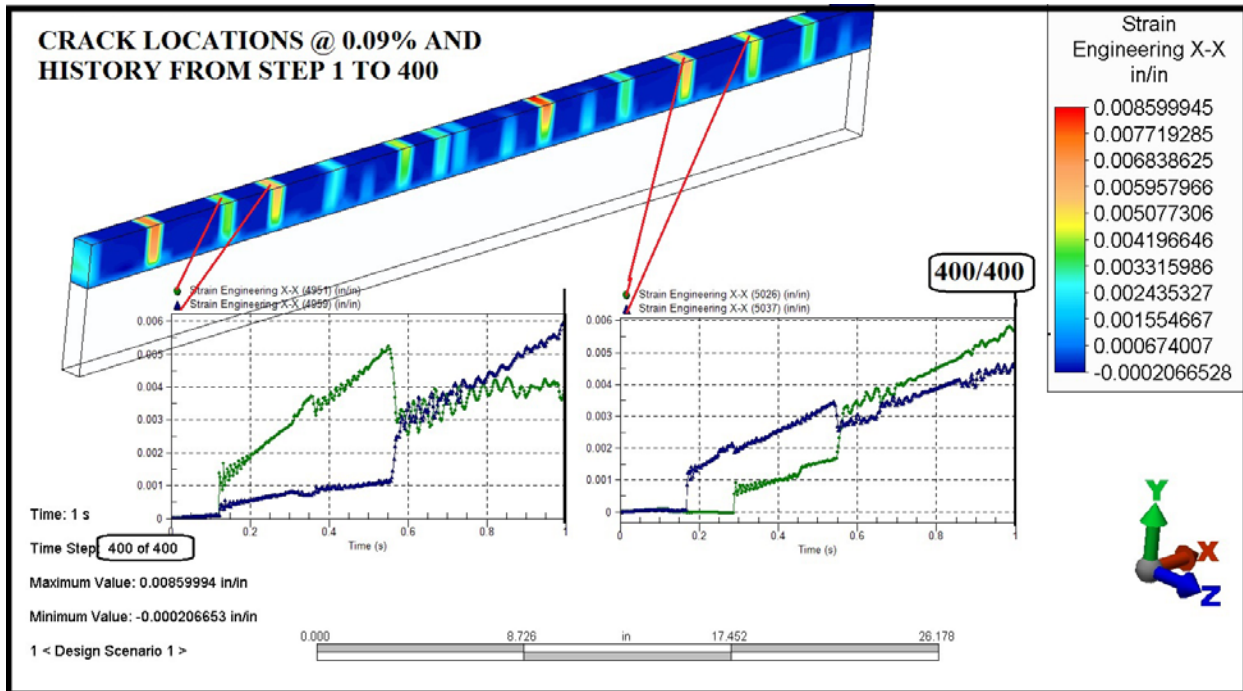 CRACK LOCATIONS @ 0.09% AND
HISTORY FROM STEP 1 TO 400
Strain
Engineering X-X
in/in
0.008599945
0.007719285
0.006838625
0.005957966
0.005077306
0.004196646
0.003315986
0.002435327
0.001554667
0.000674007
-0.0002066528
400/400
Strain Engineering X-X (4951) (in/in)
Strain Engineering X-X (4959) (in/in)
0.006
0.005
0.004
0.003
0.002
0.001
0
0 0.2 0.4 0.6 0.8 1
Time (s)
Strain Engineering X-X (5026) (in/in)
Strain Engineering X-X (5037) (in/in)
0.006
0.005
0.004
0.003
0.002
0.001
0
0 0.2 0.4 0.6 0.8 1
Time (s)
Time: 1 s
Time Step: 400 of 400
Maximum Value: 0.00859994 in/in
Minimum Value: -0.000206653 in/in
1 < Design Scenario 1 >
0.000 8.726 in 17.452 26.178
Y
X
Z